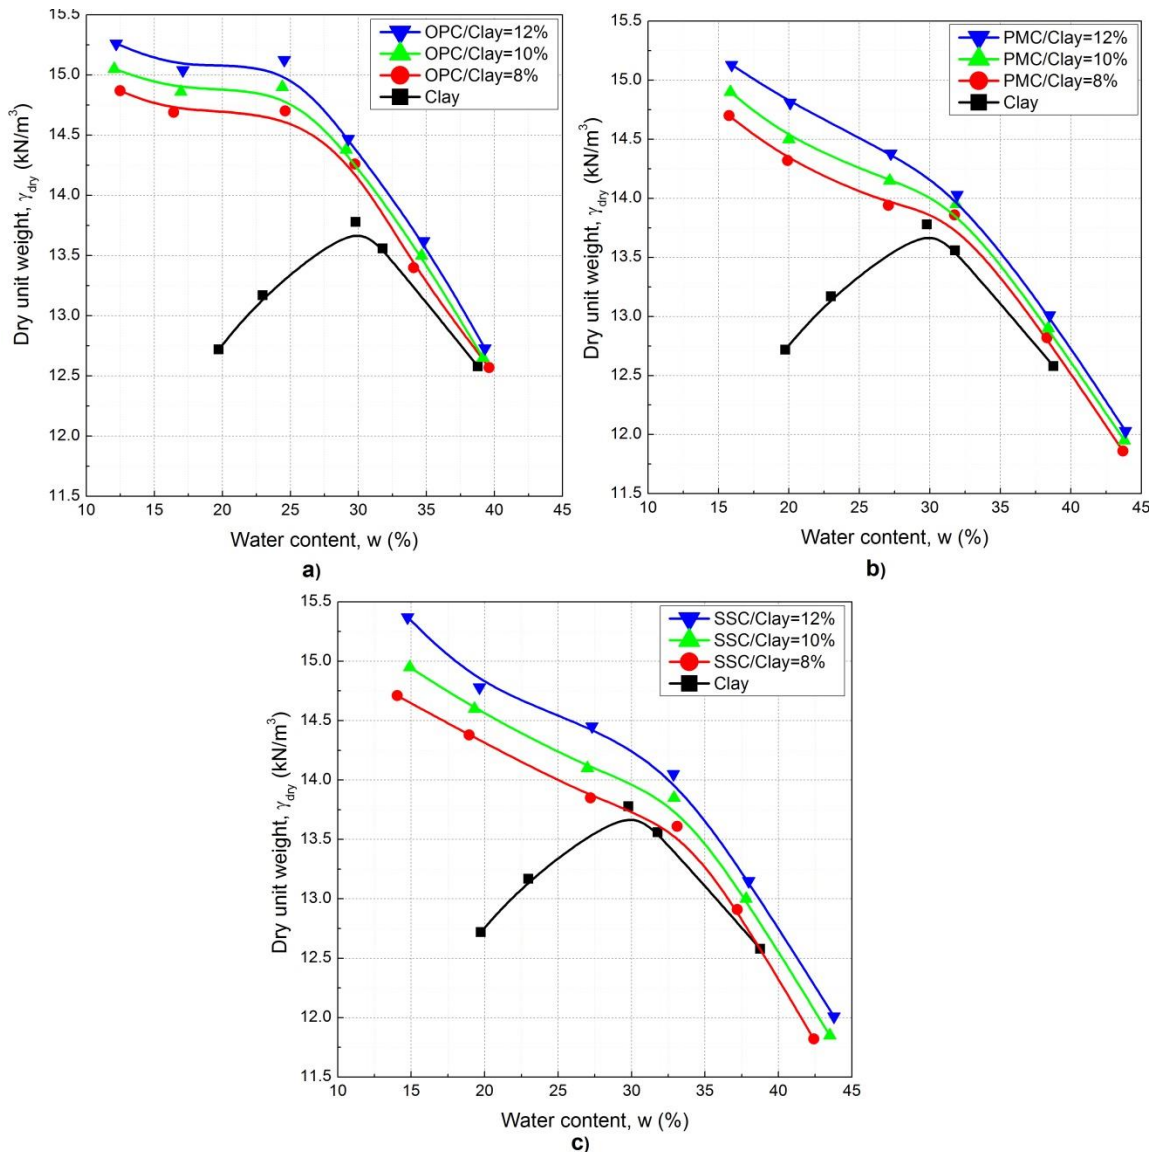 15.5
15.0
14.5
14.0
13.5
13.0
12.5
12.0
11.5
Dry unit weight, γdry (kN/m³)
OPC/Clay=12%
OPC/Clay=10%
OPC/Clay=8%
Clay
10 15 20 25 30 35 40 45
Water content, w (%)
a)
15.5
15.0
14.5
14.0
13.5
13.0
12.5
12.0
11.5
Dry unit weight, γdry (kN/m³)
PMC/Clay=12%
PMC/Clay=10%
PMC/Clay=8%
Clay
10 15 20 25 30 35 40 45
Water content, w (%)
b)
15.5
15.0
14.5
14.0
13.5
13.0
12.5
12.0
11.5
Dry unit weight, γdry (kN/m³)
SSC/Clay=12%
SSC/Clay=10%
SSC/Clay=8%
Clay
10 15 20 25 30 35 40 45
Water content, w (%)
c)